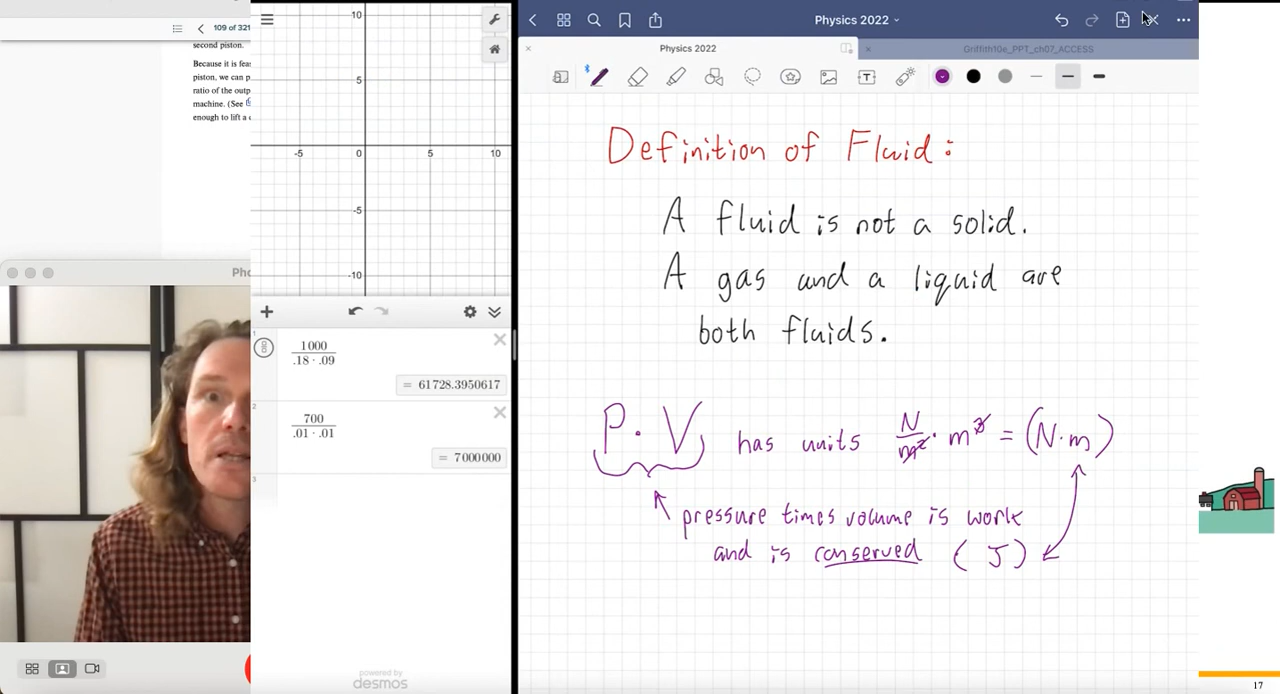 109 of 321
second piston.
Because it is
piston, we can p
ratio of the outp
machine. (See
enough to lift a
10
5
-5
0
5
10
-5
-10
1
1000
.18 · .09
= 61728.3950617
2
700
.01 · .01
= 7000000
3
powered by
desmos
Physics 2022
Physics 2022
Griffith10e_PPT_ch07_ACCESS
T
Definition of Fluid:
A fluid is not a solid.
A gas and a liquid are
both fluids.
P · V has units N/m² · m³ = (N·m)
pressure times volume is work
and is conserved (J)
17